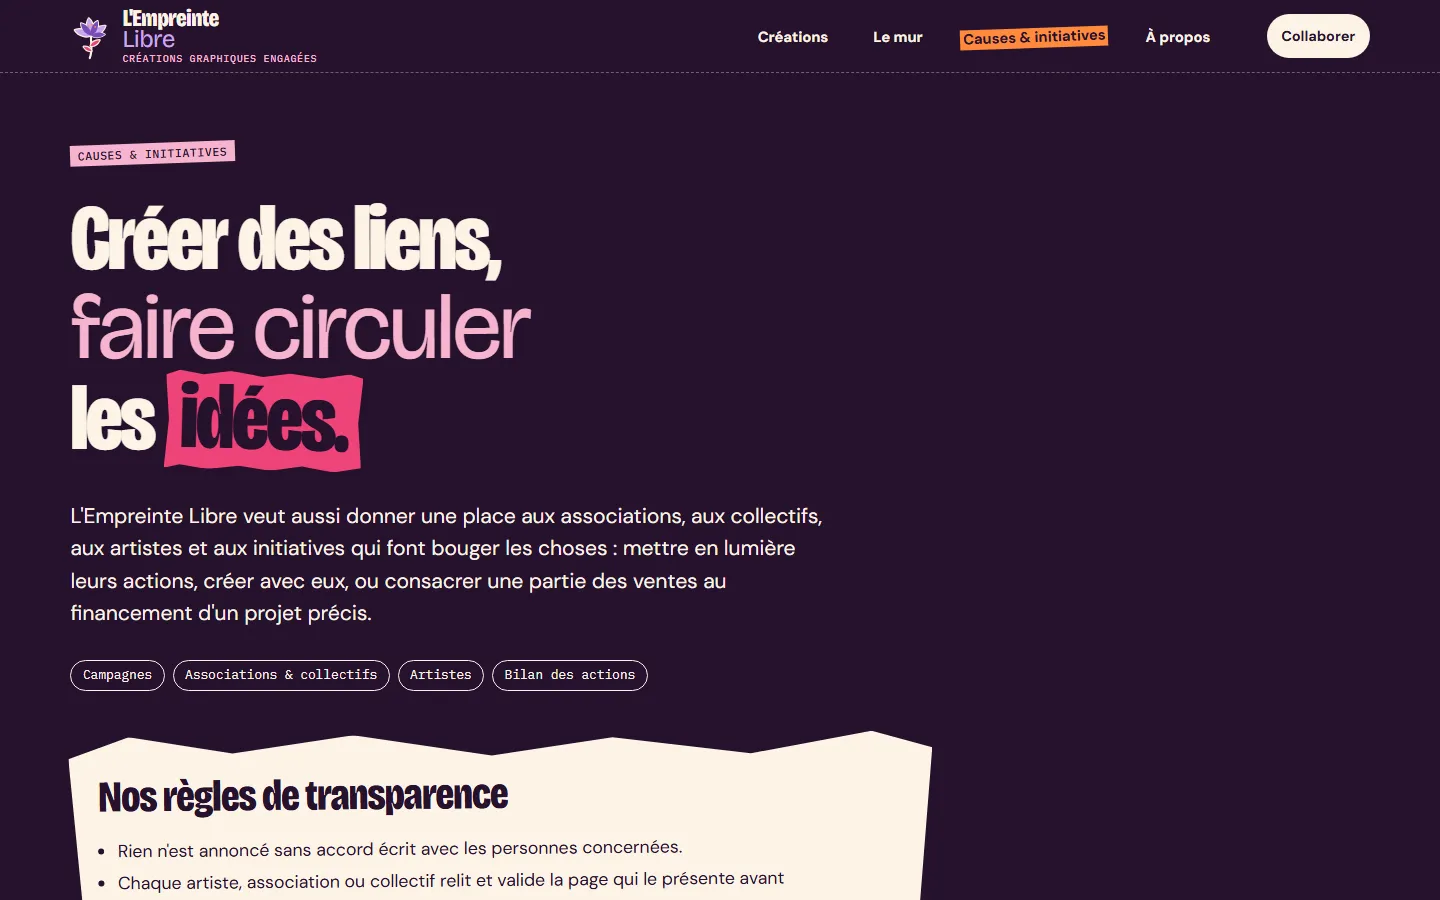 L'Empreinte
Libre
CRÉATIONS GRAPHIQUES ENGAGÉES
Créations
Le mur
Causes & initiatives
À propos
Collaborer
CAUSES & INITIATIVES
Créer des liens,
faire circuler
les idées.
L'Empreinte Libre veut aussi donner une place aux associations, aux collectifs,
aux artistes et aux initiatives qui font bouger les choses : mettre en lumière
leurs actions, créer avec eux, ou consacrer une partie des ventes au
financement d'un projet précis.
Campagnes
Associations & collectifs
Artistes
Bilan des actions
Nos règles de transparence
• Rien n'est annoncé sans accord écrit avec les personnes concernées.
• Chaque artiste, association ou collectif relit et valide la page qui le présente avant